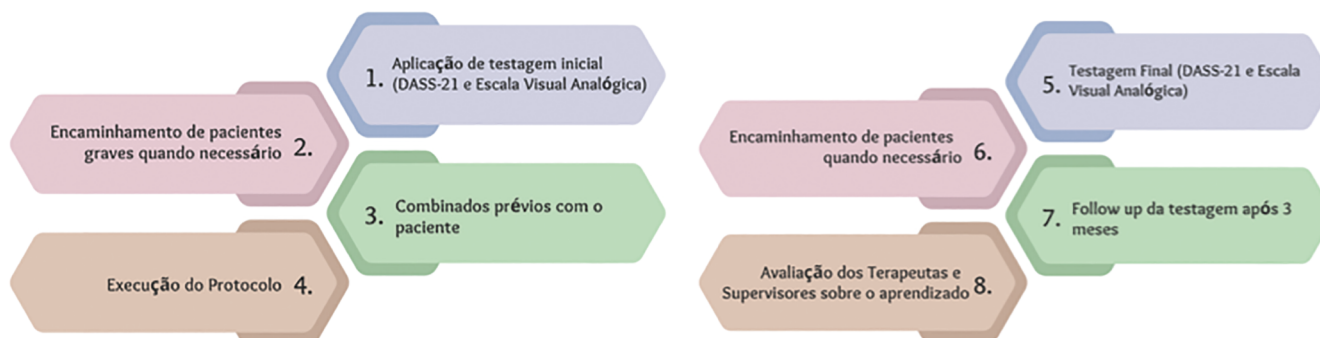 1. Aplicação de testagem inicial
(DASS-21 e Escala Visual Analógica)
Encaminhamento de pacientes
graves quando necessário 2.
3. Combinados prévios com o
paciente
Execução do Protocolo 4.
5. Testagem Final (DASS-21 e Escala
Visual Analógica)
Encaminhamento de pacientes
quando necessário 6.
7. Follow up da testagem após 3
meses
Avaliação dos Terapeutas e
Supervisores sobre o aprendizado 8.